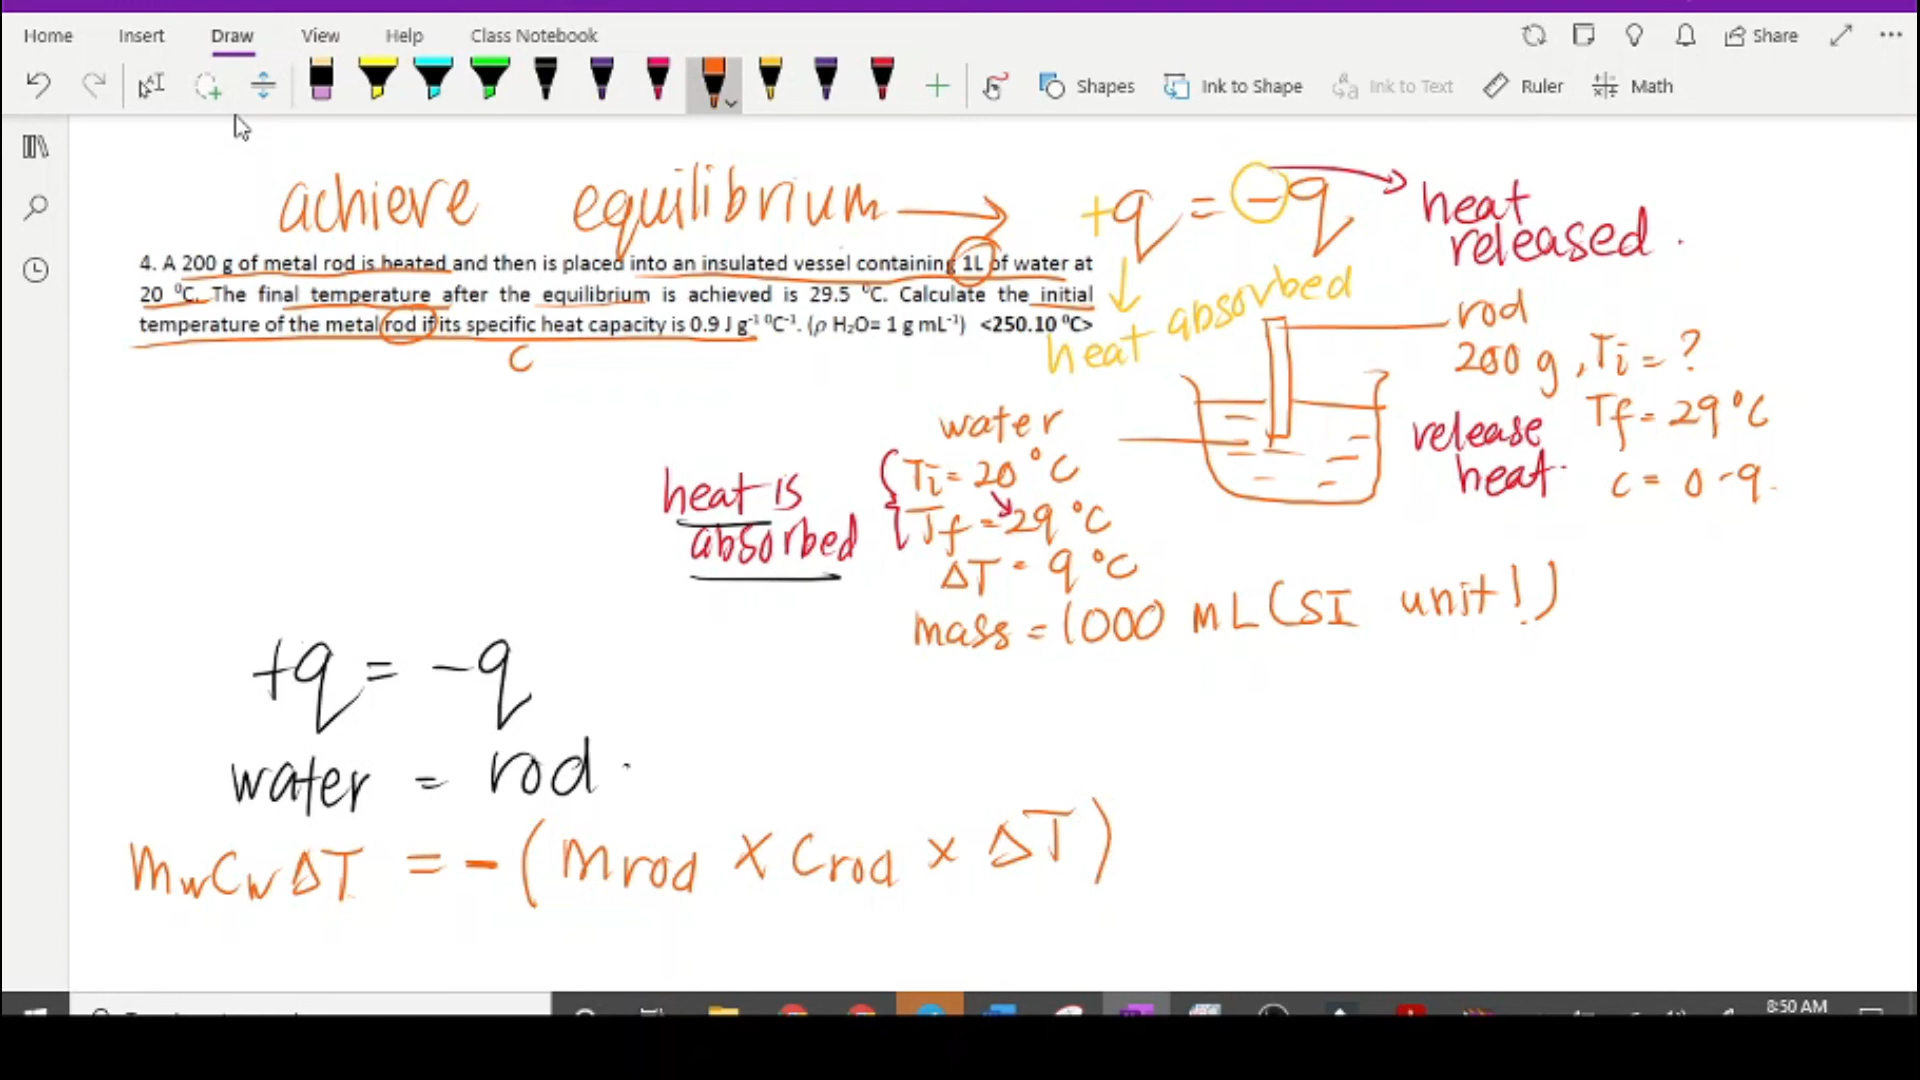 Home Insert Draw View Help Class Notebook Share
Shapes Ink to Shape Ink to Text Ruler Math
achieve equilibrium → +q = -q
heat released.
heat absorbed
4. A 200 g of metal rod is heated and then is placed into an insulated vessel containing 1L of water at
20 ⁰C. The final temperature after the equilibrium is achieved is 29.5 ⁰C. Calculate the initial
temperature of the metal rod if its specific heat capacity is 0.9 J g⁻¹ ⁰C⁻¹. (ρ H₂O= 1 g mL⁻¹) <250.10 ⁰C>
C
rod
200 g, Ti = ?
Tf = 29°C
c = 0.9
release
heat.
water
Ti = 20°C
Tf = 29°C
ΔT = 9°C
mass = 1000 mL (SI unit!)
heat is
absorbed
+q = -q
water = rod.
mwCwΔT = - (mrod x Crod x ΔT)
8:50 AM